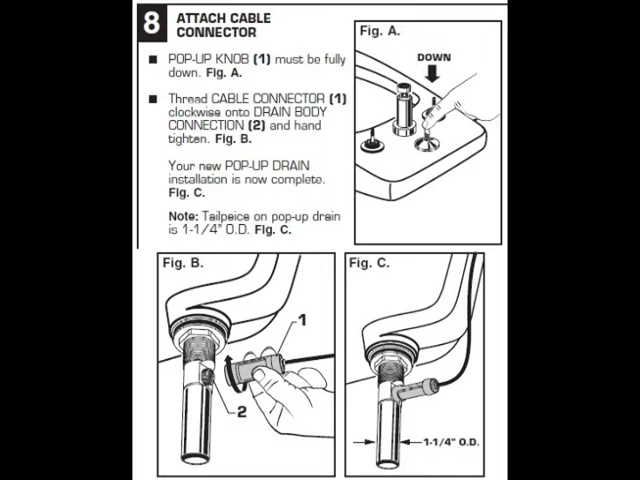 8
ATTACH CABLE
CONNECTOR
■ POP-UP KNOB (1) must be fully
down. Fig. A.
■ Thread CABLE CONNECTOR (1)
clockwise onto DRAIN BODY
CONNECTION (2) and hand
tighten. Fig. B.
Your new POP-UP DRAIN
installation is now complete.
Fig. C.
Note: Tailpeice on pop-up drain
is 1-1/4" O.D. Fig. C.
Fig. A.
DOWN
Fig. B.
1
2
Fig. C.
1-1/4" O.D.